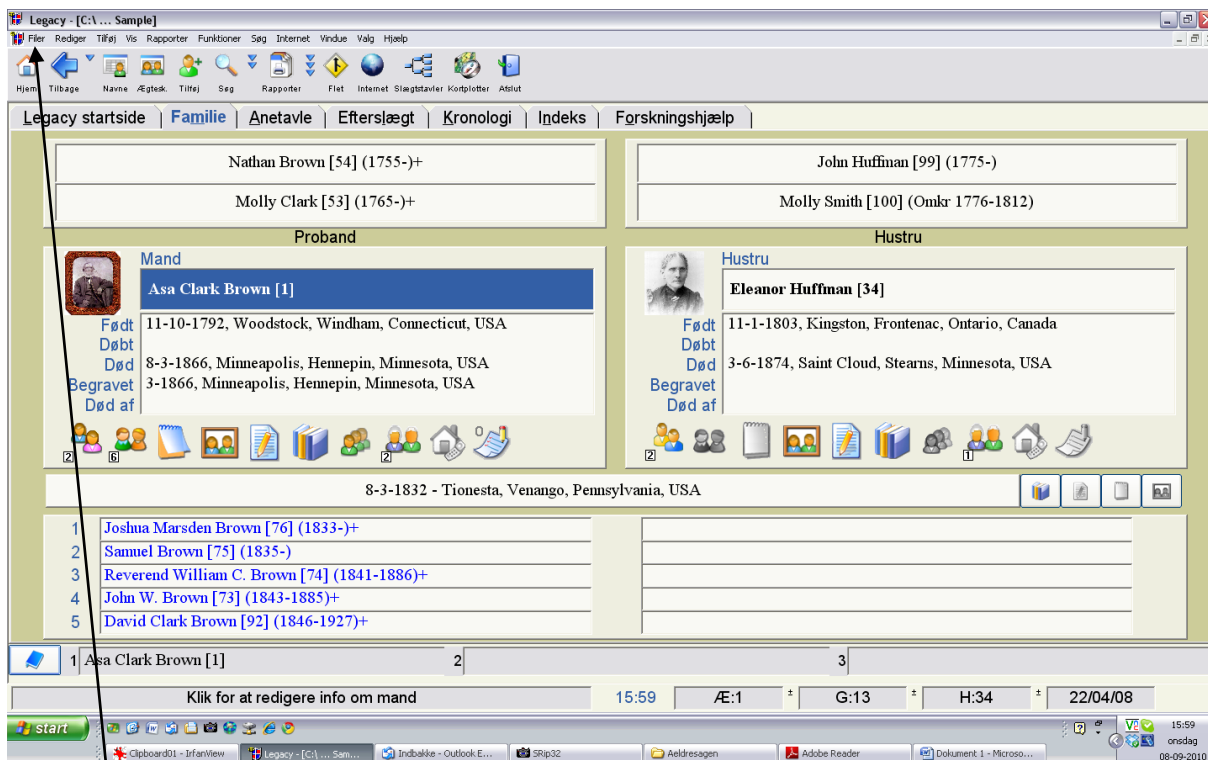 Legacy - [C:\ ... Sample]
Filer Rediger Tilføj Vis Rapporter Funktioner Søg Internet Vindue Valg Hjælp
Hjem Tilbage Navne Ægtesk. Tilføj Søg Rapporter Flet Internet Slægtstavler Kortplotter Afslut
Legacy startside Familie Anetavle Efterslægt Kronologi Indeks Forskningshjælp
Nathan Brown [54] (1755-)+ John Huffman [99] (1775-)
Molly Clark [53] (1765-)+ Molly Smith [100] (Omkr 1776-1812)
Proband Hustru
Mand Hustru
Asa Clark Brown [1] Eleanor Huffman [34]
Født 11-10-1792, Woodstock, Windham, Connecticut, USA Født 11-1-1803, Kingston, Frontenac, Ontario, Canada
Døbt Døbt
Død 8-3-1866, Minneapolis, Hennepin, Minnesota, USA Død 3-6-1874, Saint Cloud, Stearns, Minnesota, USA
Begravet 3-1866, Minneapolis, Hennepin, Minnesota, USA Begravet
Død af Død af
2 6 2 0 2 1
8-3-1832 - Tionesta, Venango, Pennsylvania, USA
1 Joshua Marsden Brown [76] (1833-)+
2 Samuel Brown [75] (1835-)
3 Reverend William C. Brown [74] (1841-1886)+
4 John W. Brown [73] (1843-1885)+
5 David Clark Brown [92] (1846-1927)+
1 Asa Clark Brown [1] 2 3
Klik for at redigere info om mand 15:59 Æ:1 ± G:13 ± H:34 ± 22/04/08
start 15:59
Clipboard01 - IrfanView Legacy - [C:\ ... Sam... Indbakke - Outlook E... SRip32 Aeldresagen Adobe Reader Dokument 1 - Microso... onsdag
08-09-2010